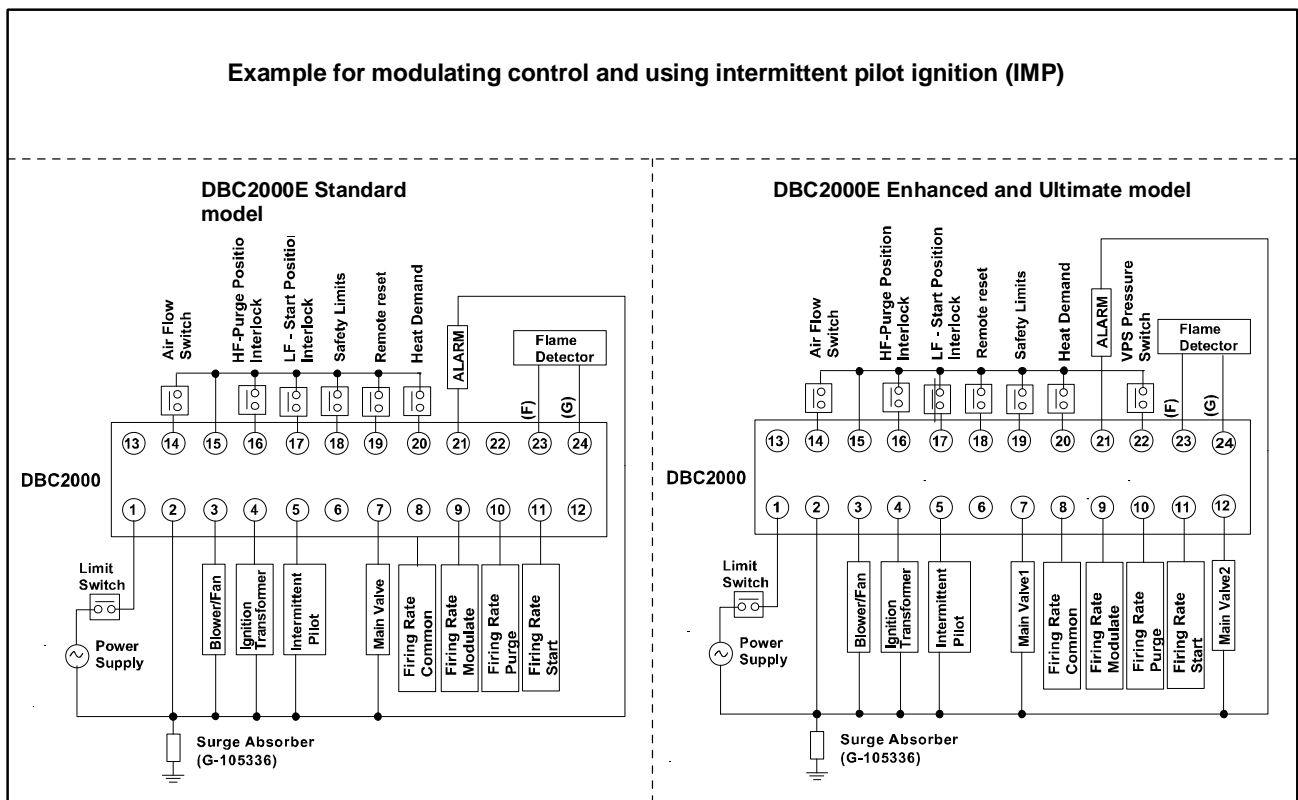 Example for modulating control and using intermittent pilot ignition (IMP)
DBC2000E Standard
model
Air Flow
Switch
HF-Purge Positio
Interlock
LF - Start Position
Interlock
Safety Limits
Remote reset
Heat Demand
ALARM
Flame
Detector
(F)
(G)
13 14 15 16 17 18 19 20 21 22 23 24
DBC2000
1 2 3 4 5 6 7 8 9 10 11 12
Limit
Switch
Power
Supply
Blower/Fan
Ignition
Transformer
Intermittent
Pilot
Main Valve
Firing Rate
Common
Firing Rate
Modulate
Firing Rate
Purge
Firing Rate
Start
Surge Absorber
(G-105336)
DBC2000E Enhanced and Ultimate model
Air Flow
Switch
HF-Purge Position
Interlock
LF - Start Position
Interlock
Remote reset
Safety Limits
Heat Demand
ALARM
VPS Pressure
Switch
Flame
Detector
(F)
(G)
13 14 15 16 17 18 19 20 21 22 23 24
DBC2000
1 2 3 4 5 6 7 8 9 10 11 12
Limit
Switch
Power
Supply
Blower/Fan
Ignition
Transformer
Intermittent
Pilot
Main Valve1
Firing Rate
Common
Firing Rate
Modulate
Firing Rate
Purge
Firing Rate
Start
Main Valve2
Surge Absorber
(G-105336)